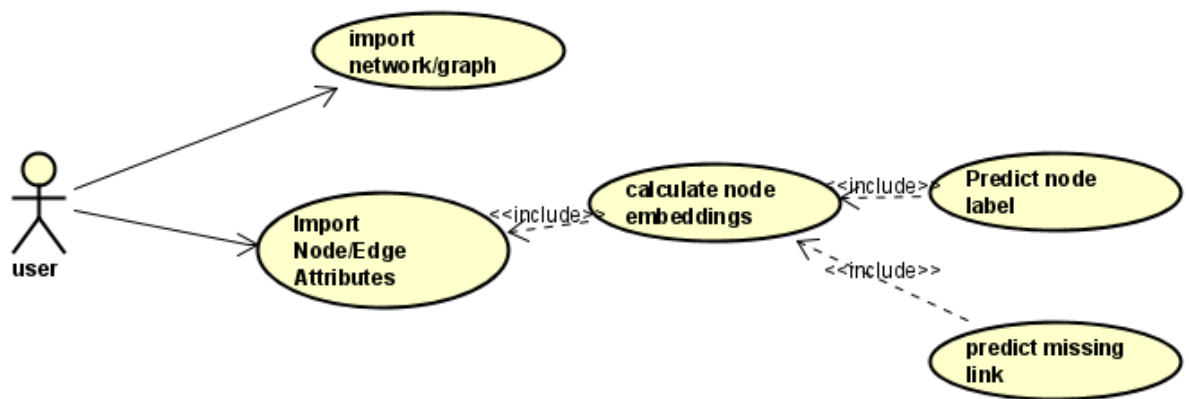 import
network/graph
user
Import
Node/Edge
Attributes
<<include>>
calculate node
embeddings
<<include>>
Predict node
label
<<include>>
predict missing
link